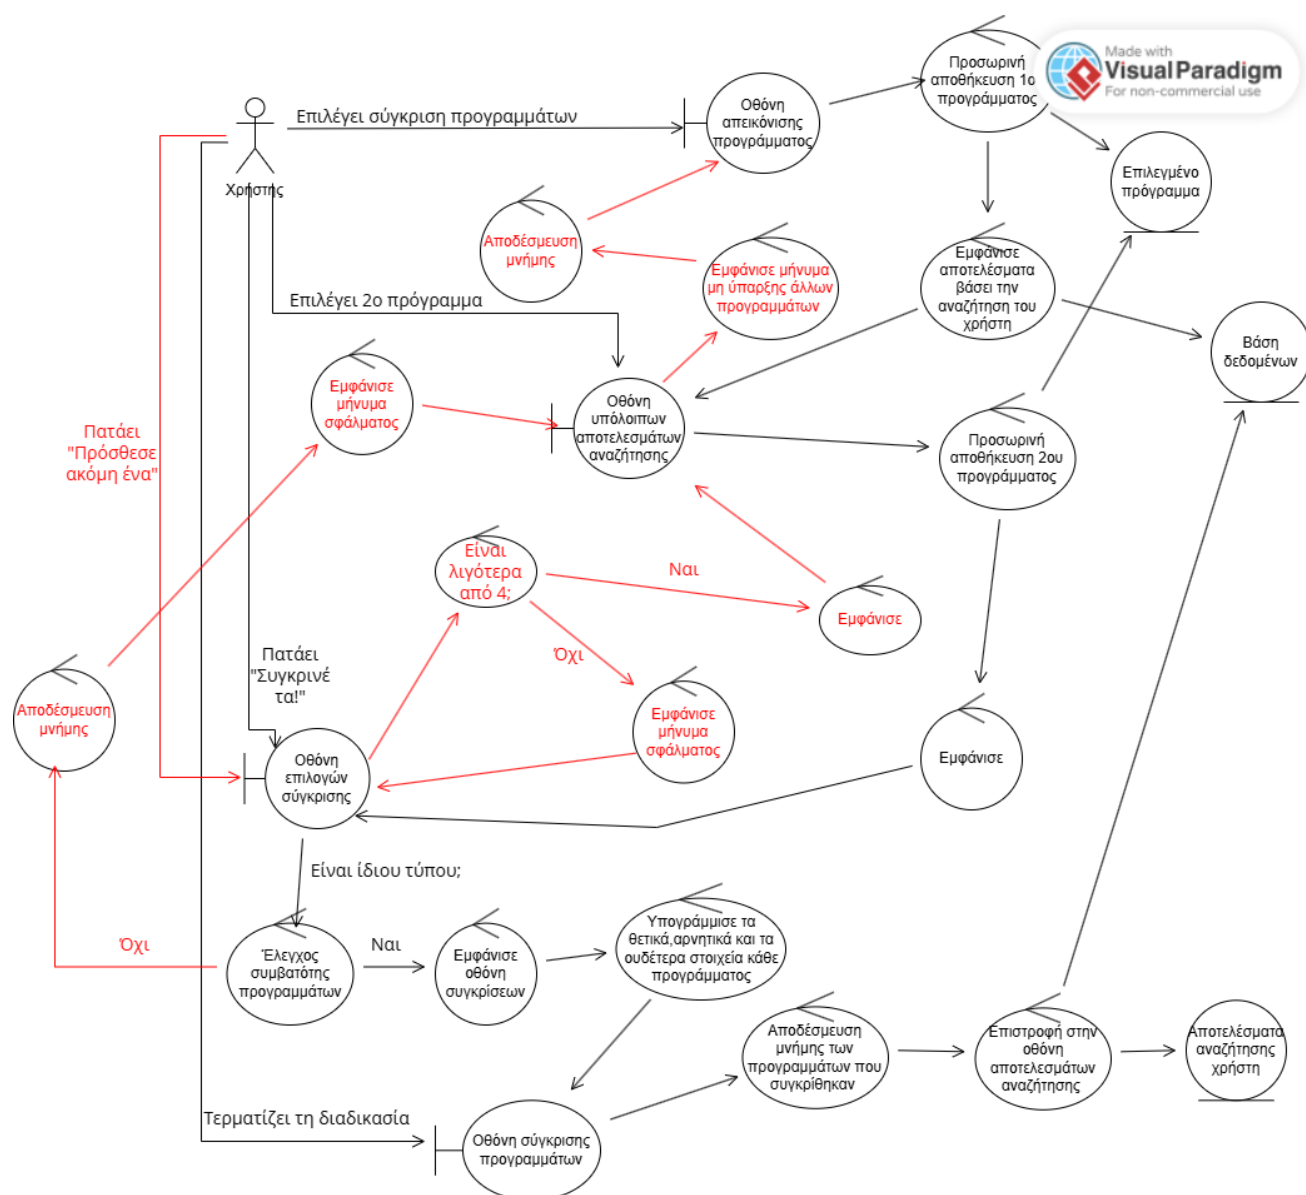 Made with
Visual Paradigm
For non-commercial use
Προσωρινή
αποθήκευση 1ο
προγράμματος
Οθόνη
απεικόνισης
προγράμματος
Επιλέγει σύγκριση προγραμμάτων
Χρήστης
Επιλεγμένο
πρόγραμμα
Αποδέσμευση
μνήμης
Εμφάνισε μήνυμα
μη ύπαρξης άλλων
προγραμμάτων
Εμφάνισε
αποτελέσματα
βάσει την
αναζήτηση του
χρήστη
Επιλέγει 2ο πρόγραμμα
Βάση
δεδομένων
Εμφάνισε
μήνυμα
σφάλματος
Οθόνη
υπόλοιπων
αποτελεσμάτων
αναζήτησης
Προσωρινή
αποθήκευση 2ου
προγράμματος
Πατάει
"Πρόσθεσε
ακόμη ένα"
Είναι
λιγότερα
από 4;
Ναι
Εμφάνισε
Όχι
Πατάει
"Συγκρινέ
τα!"
Αποδέσμευση
μνήμης
Εμφάνισε
μήνυμα
σφάλματος
Οθόνη
επιλογών
σύγκρισης
Εμφάνισε
Είναι ίδιου τύπου;
Όχι
Έλεγχος
συμβατότης
προγραμμάτων
Ναι
Εμφάνισε
οθόνη
συγκρίσεων
Υπογράμμισε τα
θετικά,αρνητικά και τα
ουδέτερα στοιχεία κάθε
προγράμματος
Αποδέσμευση
μνήμης των
προγραμμάτων που
συγκρίθηκαν
Επιστροφή στην
οθόνη
αποτελεσμάτων
αναζήτησης
Αποτελέσματα
αναζήτησης
χρήστη
Τερματίζει τη διαδικασία
Οθόνη σύγκρισης
προγραμμάτων